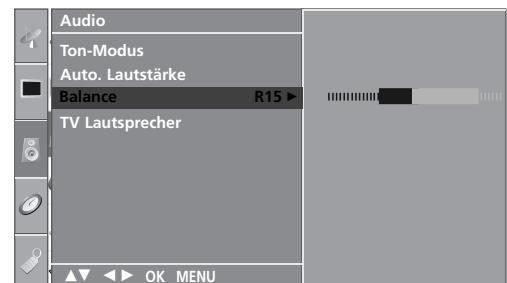 Audio
Ton-Modus
Auto. Lautstärke
Balance R15 ►
TV Lautsprecher
▲▼ ◄► OK MENU